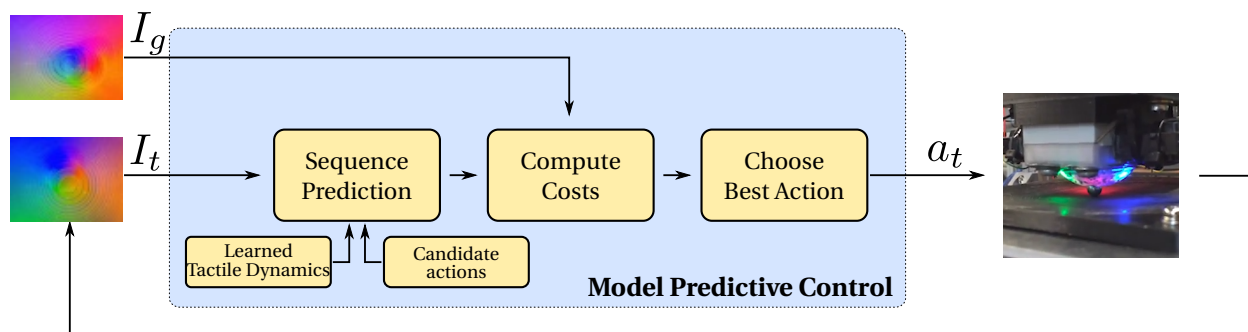 I_g
I_t
Sequence
Prediction
Compute
Costs
Choose
Best Action
a_t
Learned
Tactile Dynamics
Candidate
actions
Model Predictive Control